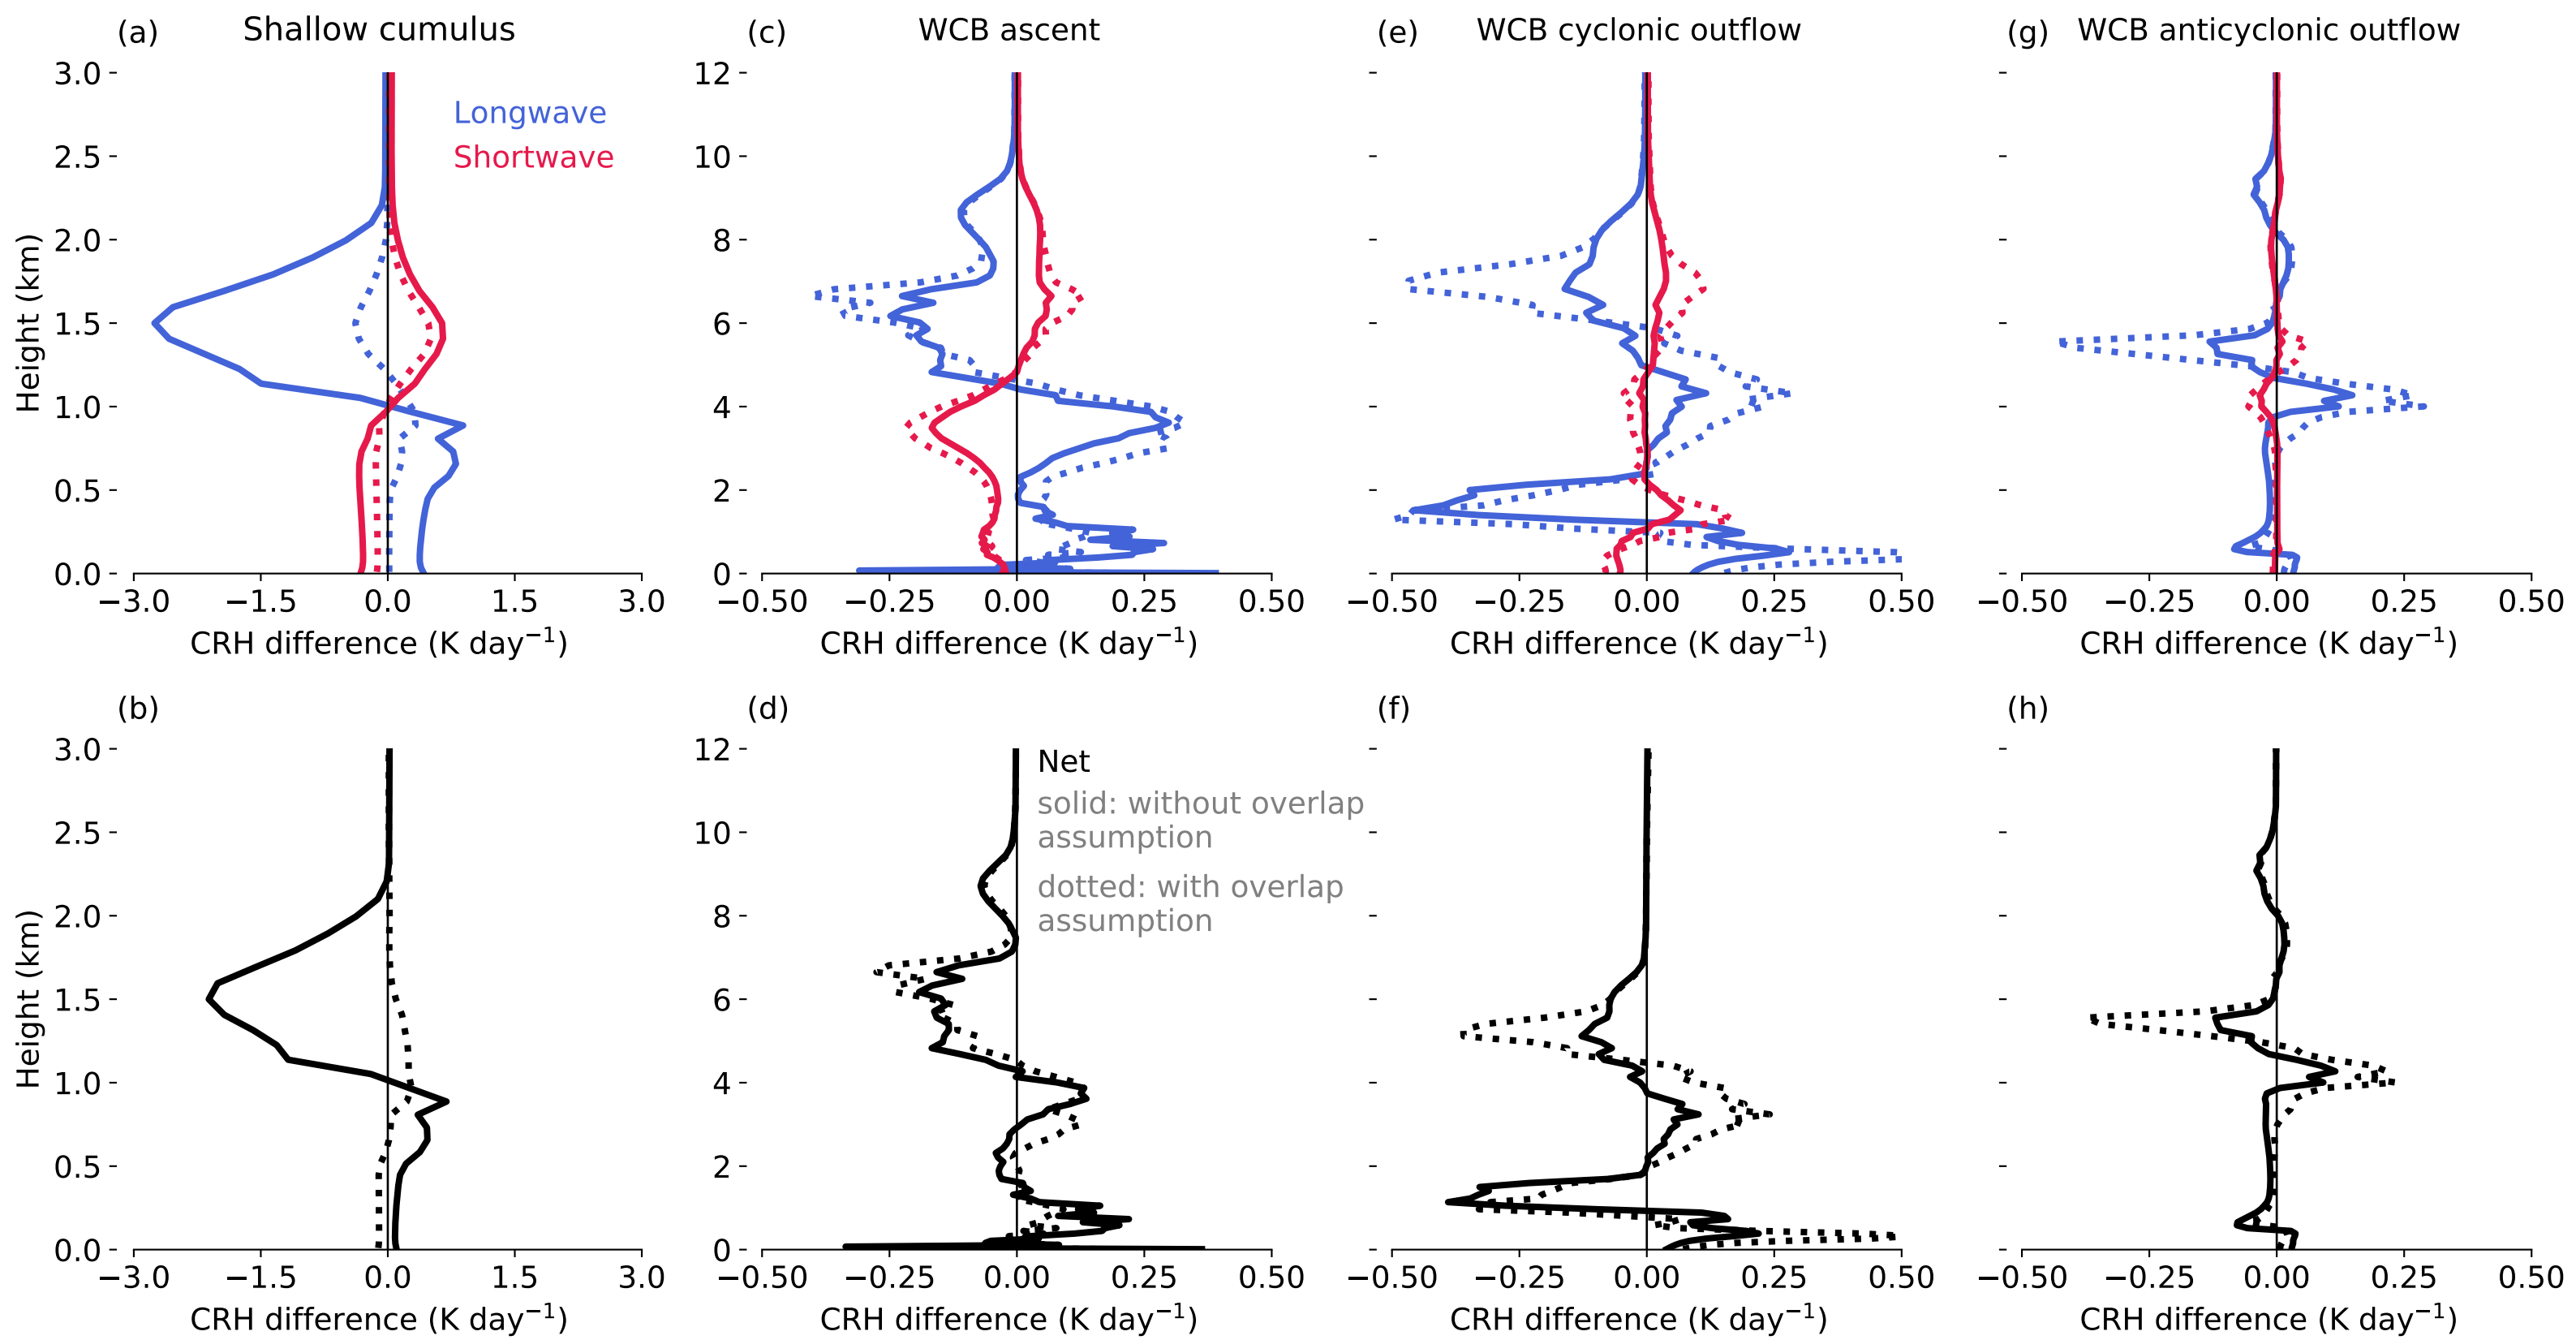 (a) Shallow cumulus
Longwave
Shortwave
Height (km)
3.0
2.5
2.0
1.5
1.0
0.5
0.0
−3.0 −1.5 0.0 1.5 3.0
CRH difference (K day⁻¹)
(c) WCB ascent
12
10
8
6
4
2
0
−0.50 −0.25 0.00 0.25 0.50
CRH difference (K day⁻¹)
(e) WCB cyclonic outflow
−0.50 −0.25 0.00 0.25 0.50
CRH difference (K day⁻¹)
(g) WCB anticyclonic outflow
−0.50 −0.25 0.00 0.25 0.50
CRH difference (K day⁻¹)
(b)
Height (km)
3.0
2.5
2.0
1.5
1.0
0.5
0.0
−3.0 −1.5 0.0 1.5 3.0
CRH difference (K day⁻¹)
(d)
Net
solid: without overlap
assumption
dotted: with overlap
assumption
12
10
8
6
4
2
0
−0.50 −0.25 0.00 0.25 0.50
CRH difference (K day⁻¹)
(f)
−0.50 −0.25 0.00 0.25 0.50
CRH difference (K day⁻¹)
(h)
−0.50 −0.25 0.00 0.25 0.50
CRH difference (K day⁻¹)